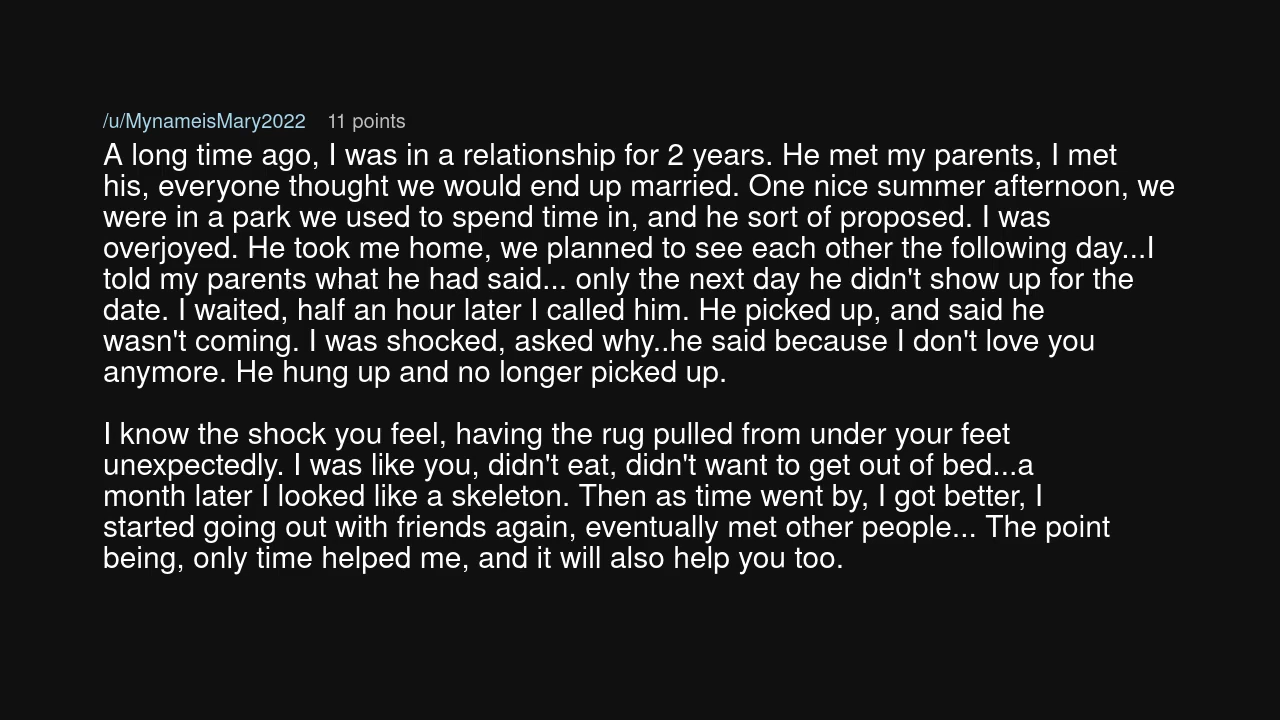 /u/MynameisMary2022 11 points
A long time ago, I was in a relationship for 2 years. He met my parents, I met
his, everyone thought we would end up married. One nice summer afternoon, we
were in a park we used to spend time in, and he sort of proposed. I was
overjoyed. He took me home, we planned to see each other the following day...I
told my parents what he had said... only the next day he didn't show up for the
date. I waited, half an hour later I called him. He picked up, and said he
wasn't coming. I was shocked, asked why..he said because I don't love you
anymore. He hung up and no longer picked up.
I know the shock you feel, having the rug pulled from under your feet
unexpectedly. I was like you, didn't eat, didn't want to get out of bed...a
month later I looked like a skeleton. Then as time went by, I got better, I
started going out with friends again, eventually met other people... The point
being, only time helped me, and it will also help you too.